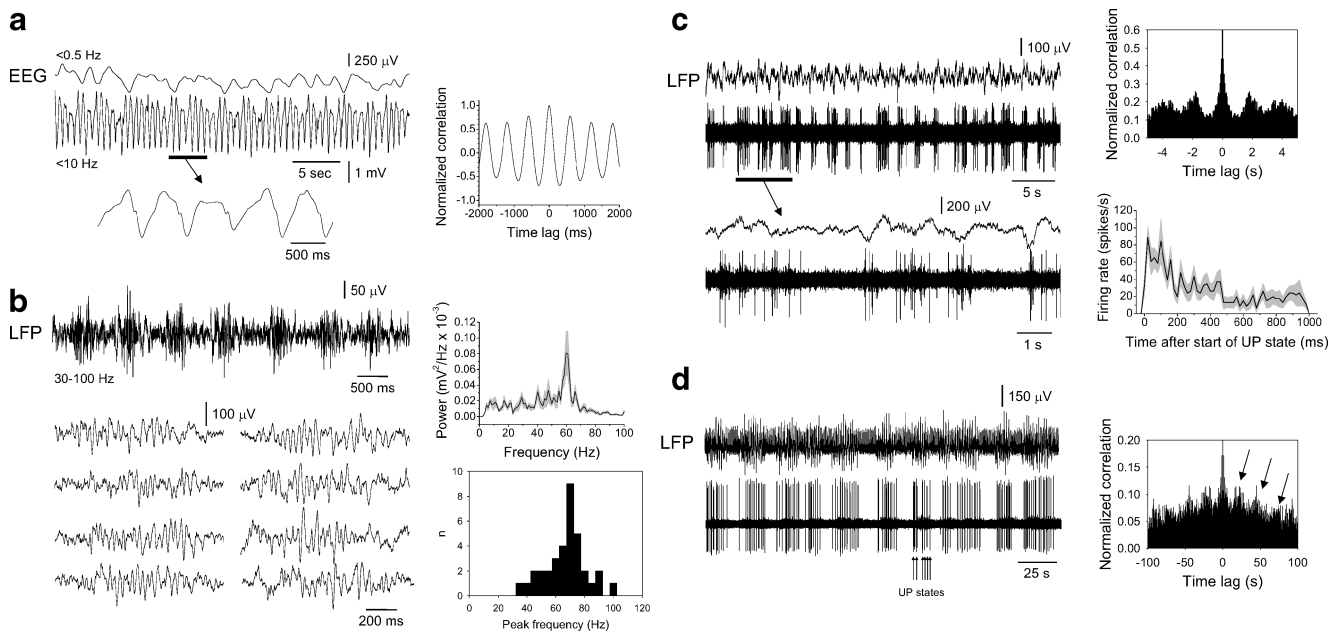 a
<0.5 Hz
250 μV
EEG
<10 Hz
5 sec
1 mV
500 ms
Normalized correlation
1.0
0.5
0.0
-0.5
-1.0
-2000 -1000 0 1000 2000
Time lag (ms)
b
50 μV
LFP
30-100 Hz
500 ms
100 μV
200 ms
Power (mV²/Hz x 10⁻³)
0.12
0.10
0.08
0.06
0.04
0.02
0.00
0 20 40 60 80 100
Frequency (Hz)
n
10
8
6
4
2
0
0 20 40 60 80 100 120
Peak frequency (Hz)
c
100 μV
LFP
5 s
200 μV
1 s
Normalized correlation
0.6
0.5
0.4
0.3
0.2
0.1
0.0
-4 -2 0 2 4
Time lag (s)
Firing rate (spikes/s)
120
100
80
60
40
20
0
0 200 400 600 800 1000
Time after start of UP state (ms)
d
150 μV
LFP
UP states
25 s
Normalized correlation
0.20
0.15
0.10
0.05
0.00
-100 -50 0 50 100
Time lag (s)